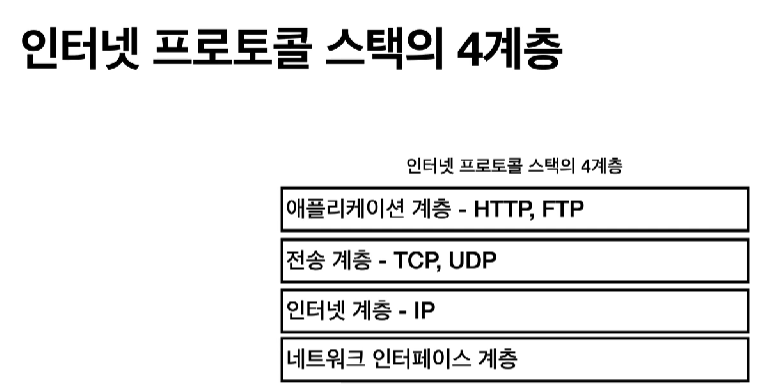 인터넷 프로토콜 스택의 4계층
인터넷 프로토콜 스택의 4계층
애플리케이션 계층 - HTTP, FTP
전송 계층 - TCP, UDP
인터넷 계층 - IP
네트워크 인터페이스 계층